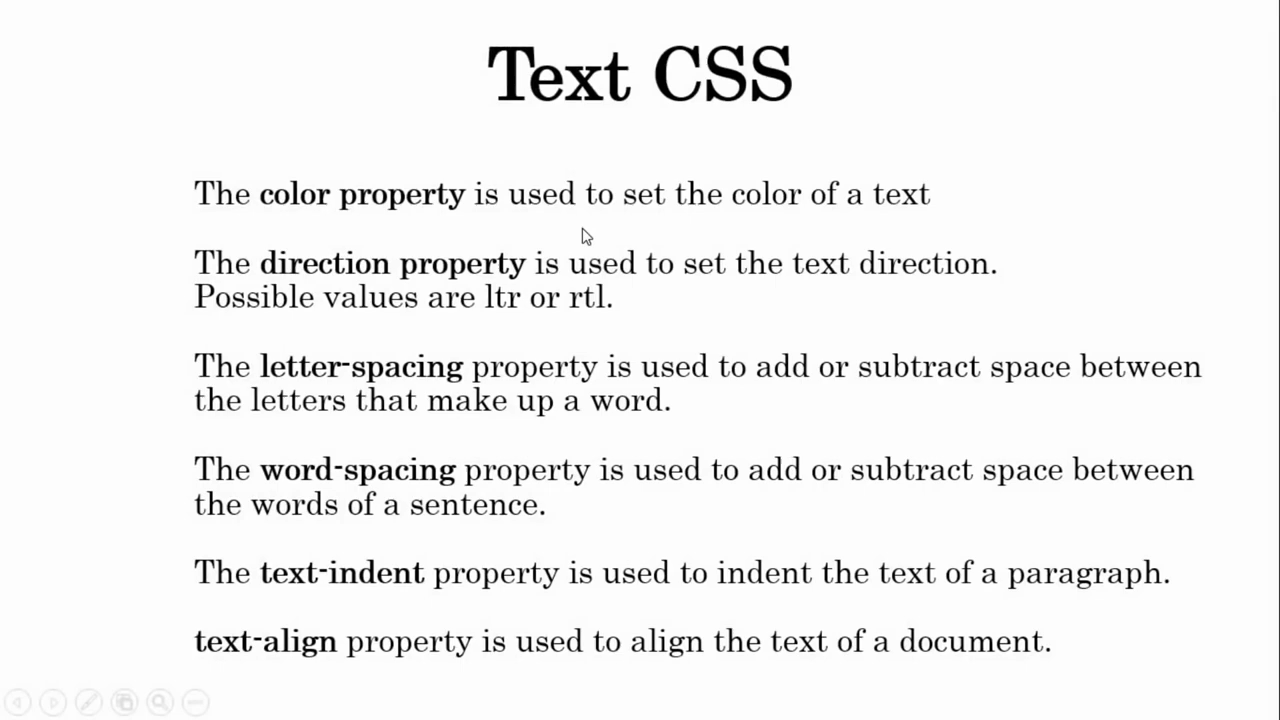 Text CSS
The color property is used to set the color of a text
The direction property is used to set the text direction.
Possible values are ltr or rtl.
The letter-spacing property is used to add or subtract space between
the letters that make up a word.
The word-spacing property is used to add or subtract space between
the words of a sentence.
The text-indent property is used to indent the text of a paragraph.
text-align property is used to align the text of a document.